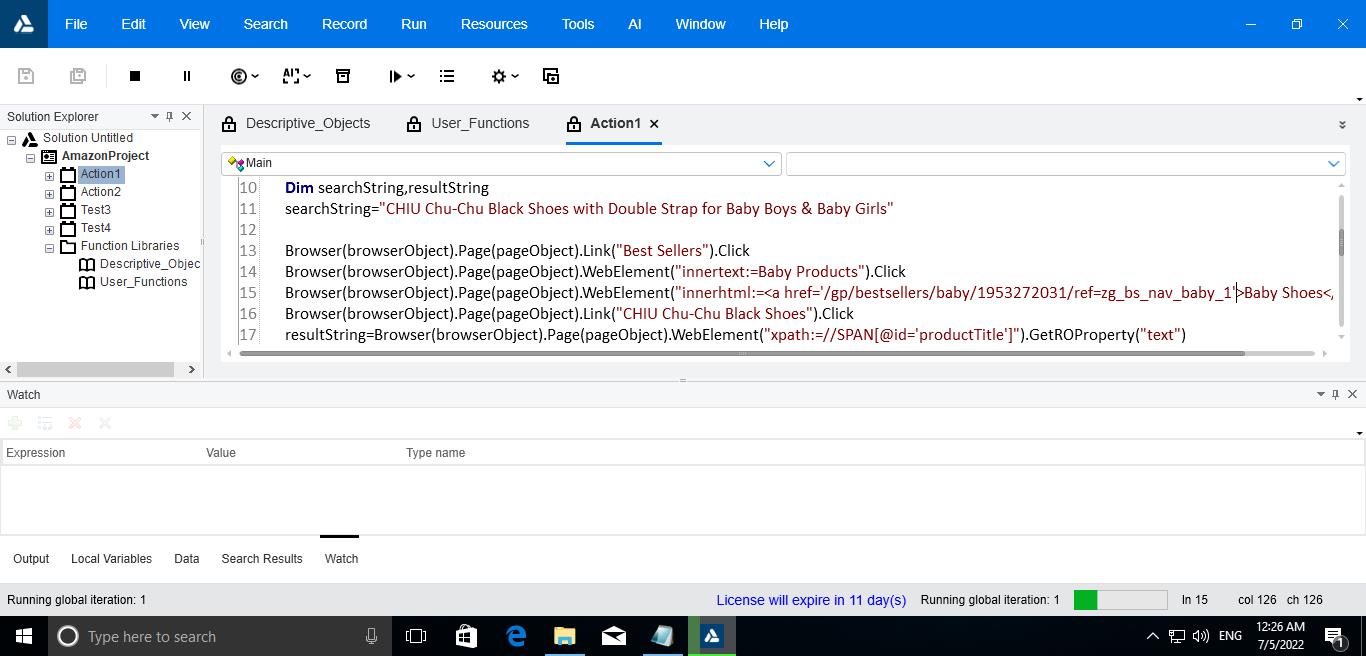 File Edit View Search Record Run Resources Tools AI Window Help
Solution Explorer
Solution Untitled
AmazonProject
Action1
Action2
Test3
Test4
Function Libraries
Descriptive_Objec
User_Functions
Descriptive_Objects User_Functions Action1
Main
10 Dim searchString,resultString
11 searchString="CHIU Chu-Chu Black Shoes with Double Strap for Baby Boys & Baby Girls"
12
13 Browser(browserObject).Page(pageObject).Link("Best Sellers").Click
14 Browser(browserObject).Page(pageObject).WebElement("innertext:=Baby Products").Click
15 Browser(browserObject).Page(pageObject).WebElement("innerhtml:=<a href='/gp/bestsellers/baby/1953272031/ref=zg_bs_nav_baby_1'>Baby Shoes</
16 Browser(browserObject).Page(pageObject).Link("CHIU Chu-Chu Black Shoes").Click
17 resultString=Browser(browserObject).Page(pageObject).WebElement("xpath:=//SPAN[@id='productTitle']").GetROProperty("text")
Watch
Expression Value Type name
Output Local Variables Data Search Results Watch
Running global iteration: 1 License will expire in 11 day(s) Running global iteration: 1 ln 15 col 126 ch 126
Type here to search ENG 12:26 AM
7/5/2022
1